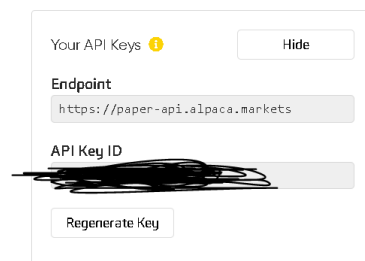 Your API Keys
Hide
Endpoint
https://paper-api.alpaca.markets
API Key ID
Regenerate Key